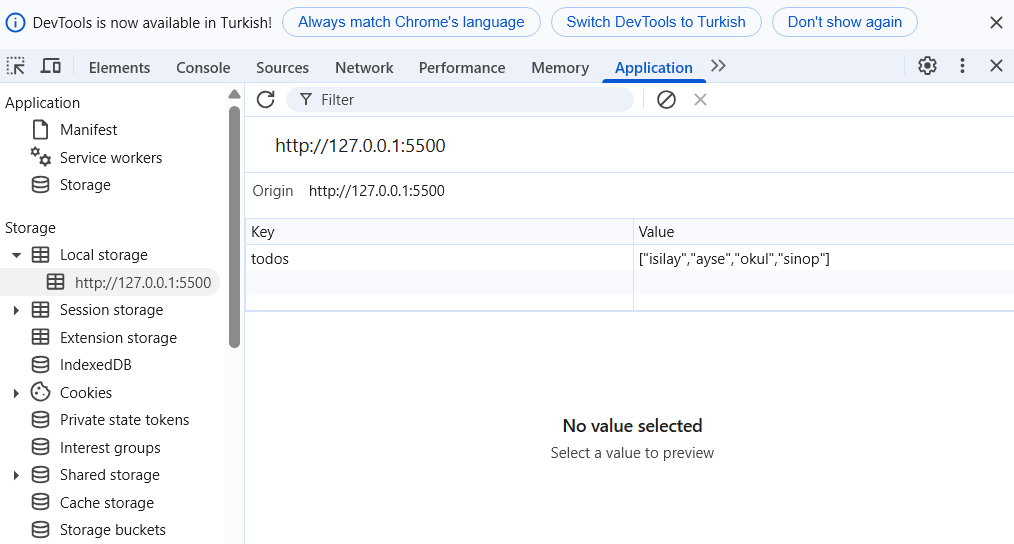 DevTools is now available in Turkish! Always match Chrome's language Switch DevTools to Turkish Don't show again
Elements Console Sources Network Performance Memory Application
Application
Manifest
Service workers
Storage
Storage
Local storage
http://127.0.0.1:5500
Session storage
Extension storage
IndexedDB
Cookies
Private state tokens
Interest groups
Shared storage
Cache storage
Storage buckets
Filter
http://127.0.0.1:5500
Origin http://127.0.0.1:5500
Key Value
todos ["isilay","ayse","okul","sinop"]
No value selected
Select a value to preview